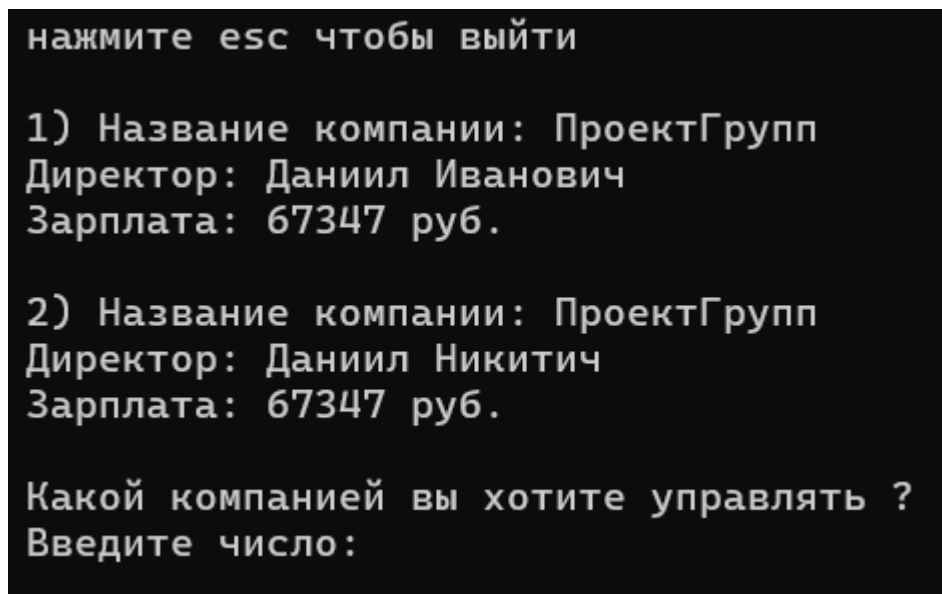 нажмите esc чтобы выйти
1) Название компании: ПроектГрупп
Директор: Даниил Иванович
Зарплата: 67347 руб.
2) Название компании: ПроектГрупп
Директор: Даниил Никитич
Зарплата: 67347 руб.
Какой компанией вы хотите управлять ?
Введите число: